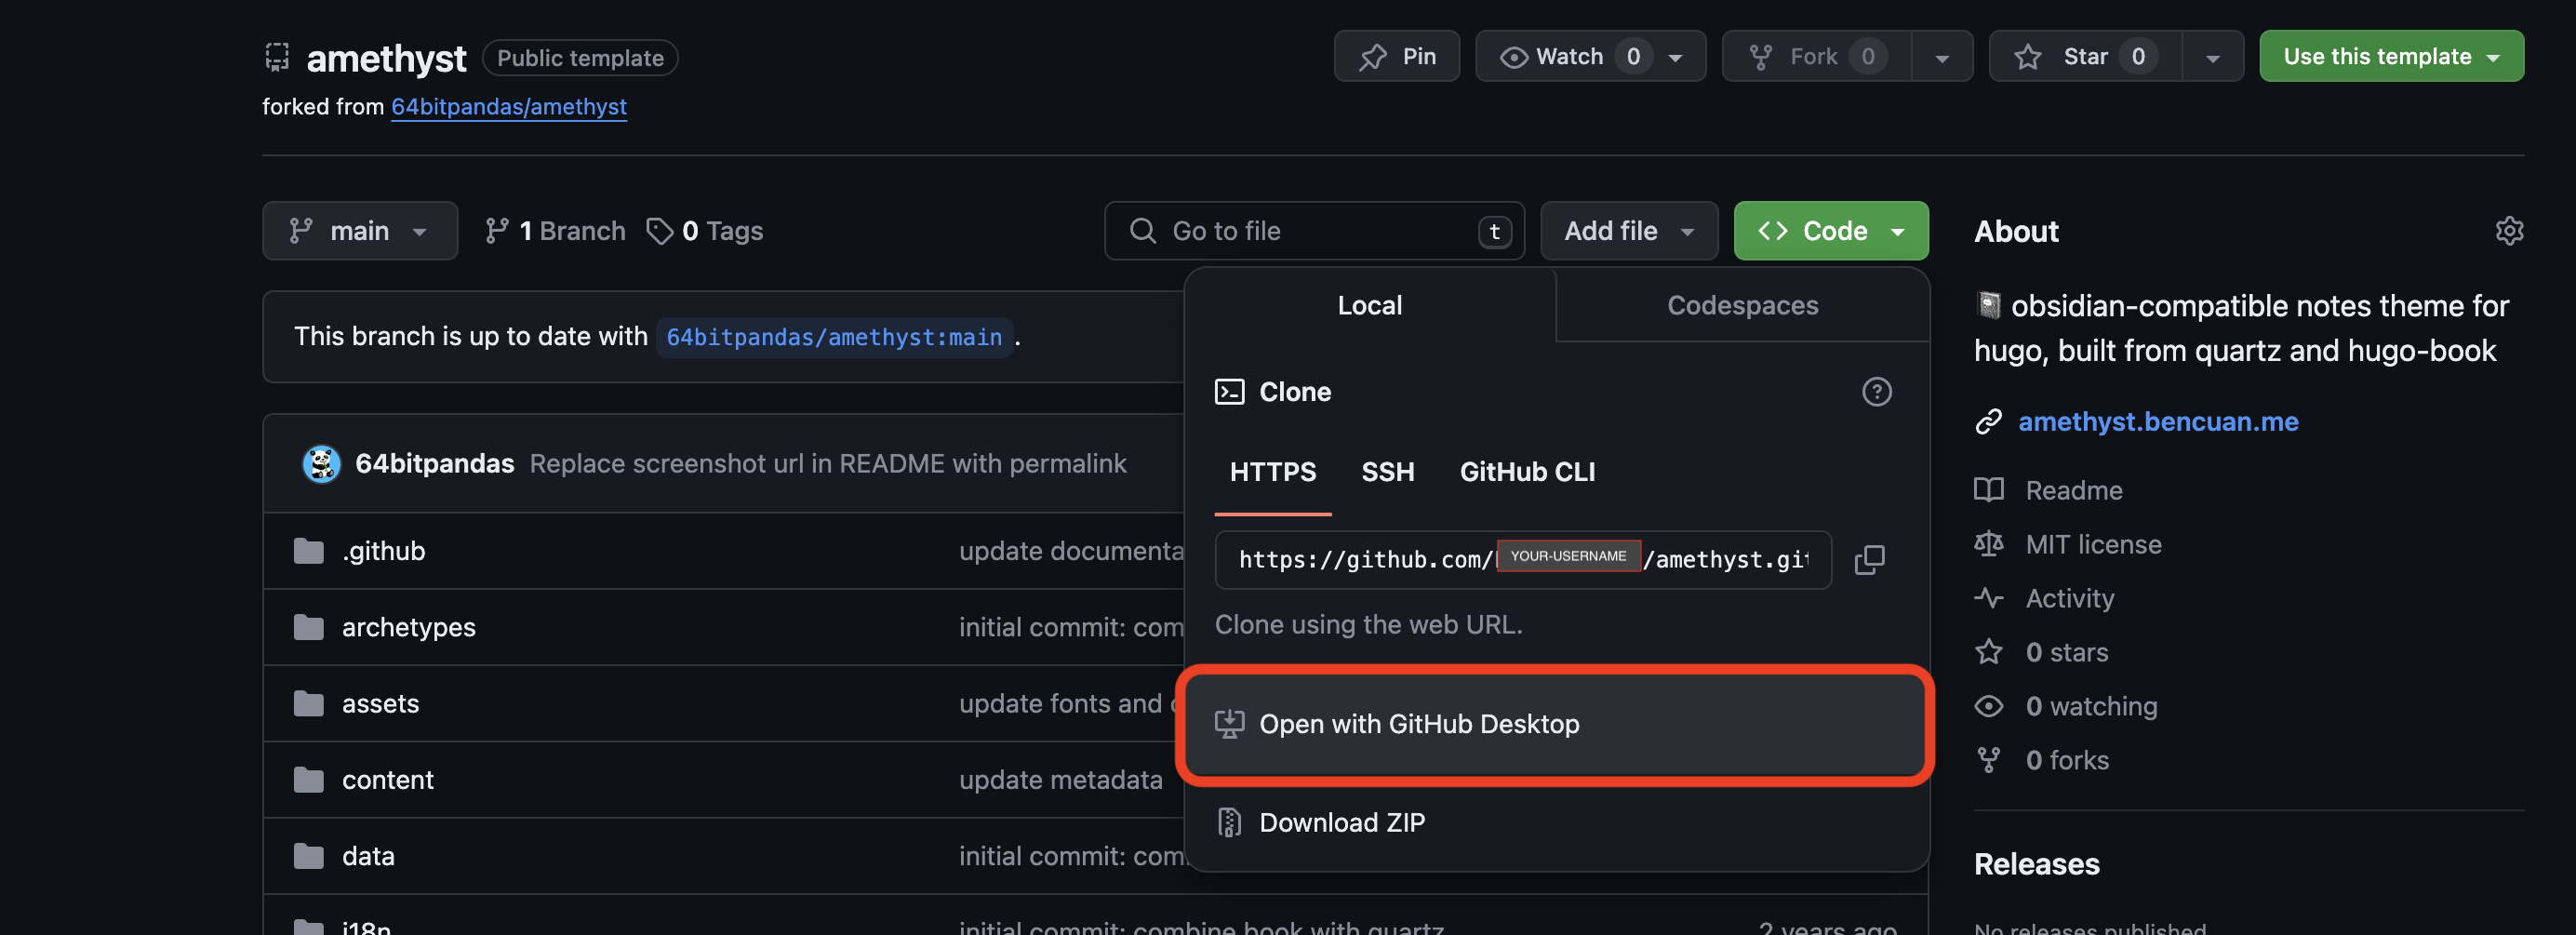 amethyst Public template
Pin
Watch 0
Fork 0
Star 0
Use this template
forked from 64bitpandas/amethyst
main
1 Branch
0 Tags
Go to file t
Add file
Code
This branch is up to date with 64bitpandas/amethyst:main.
64bitpandas Replace screenshot url in README with permalink
.github update documenta
archetypes initial commit: com
assets update fonts and
content update metadata
data initial commit: com
i18n initial commit: combine book with quartz 2 years ago
Local
Codespaces
Clone
HTTPS SSH GitHub CLI
https://github.com/ YOUR-USERNAME /amethyst.git
Clone using the web URL.
Open with GitHub Desktop
Download ZIP
About
obsidian-compatible notes theme for
hugo, built from quartz and hugo-book
amethyst.bencuan.me
Readme
MIT license
Activity
0 stars
0 watching
0 forks
Releases
No releases published